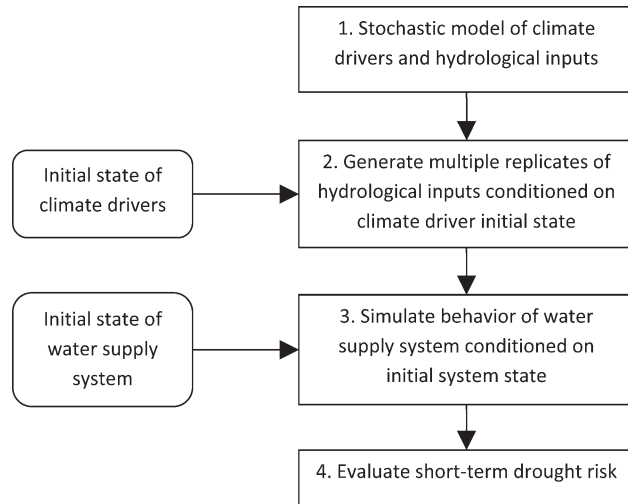 1. Stochastic model of climate
drivers and hydrological inputs
Initial state of
climate drivers
2. Generate multiple replicates of
hydrological inputs conditioned on
climate driver initial state
Initial state of
water supply
system
3. Simulate behavior of water
supply system conditioned on
initial system state
4. Evaluate short-term drought risk